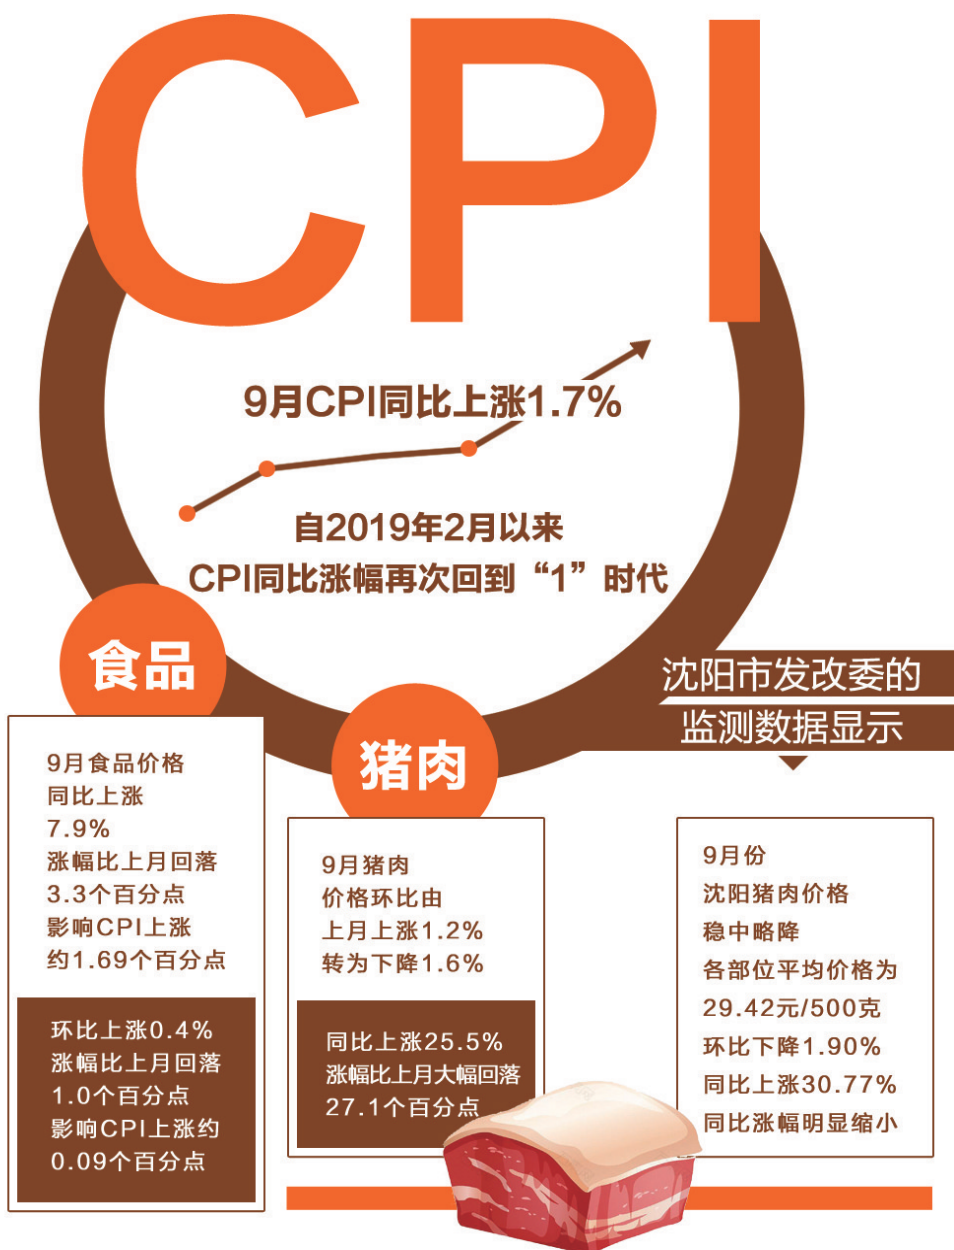 CPI
9月CPI同比上涨1.7%
自2019年2月以来
CPI同比涨幅再次回到“1”时代
食品
9月食品价格
同比上涨
7.9%
涨幅比上月回落
3.3个百分点
影响CPI上涨
约1.69个百分点
环比上涨0.4%
涨幅比上月回落
1.0个百分点
影响CPI上涨约
0.09个百分点
猪肉
9月猪肉
价格环比由
上月上涨1.2%
转为下降1.6%
同比上涨25.5%
涨幅比上月大幅回落
27.1个百分点
沈阳市发改委的
监测数据显示
9月份
沈阳猪肉价格
稳中略降
各部位平均价格为
29.42元/500克
环比下降1.90%
同比上涨30.77%
同比涨幅明显缩小